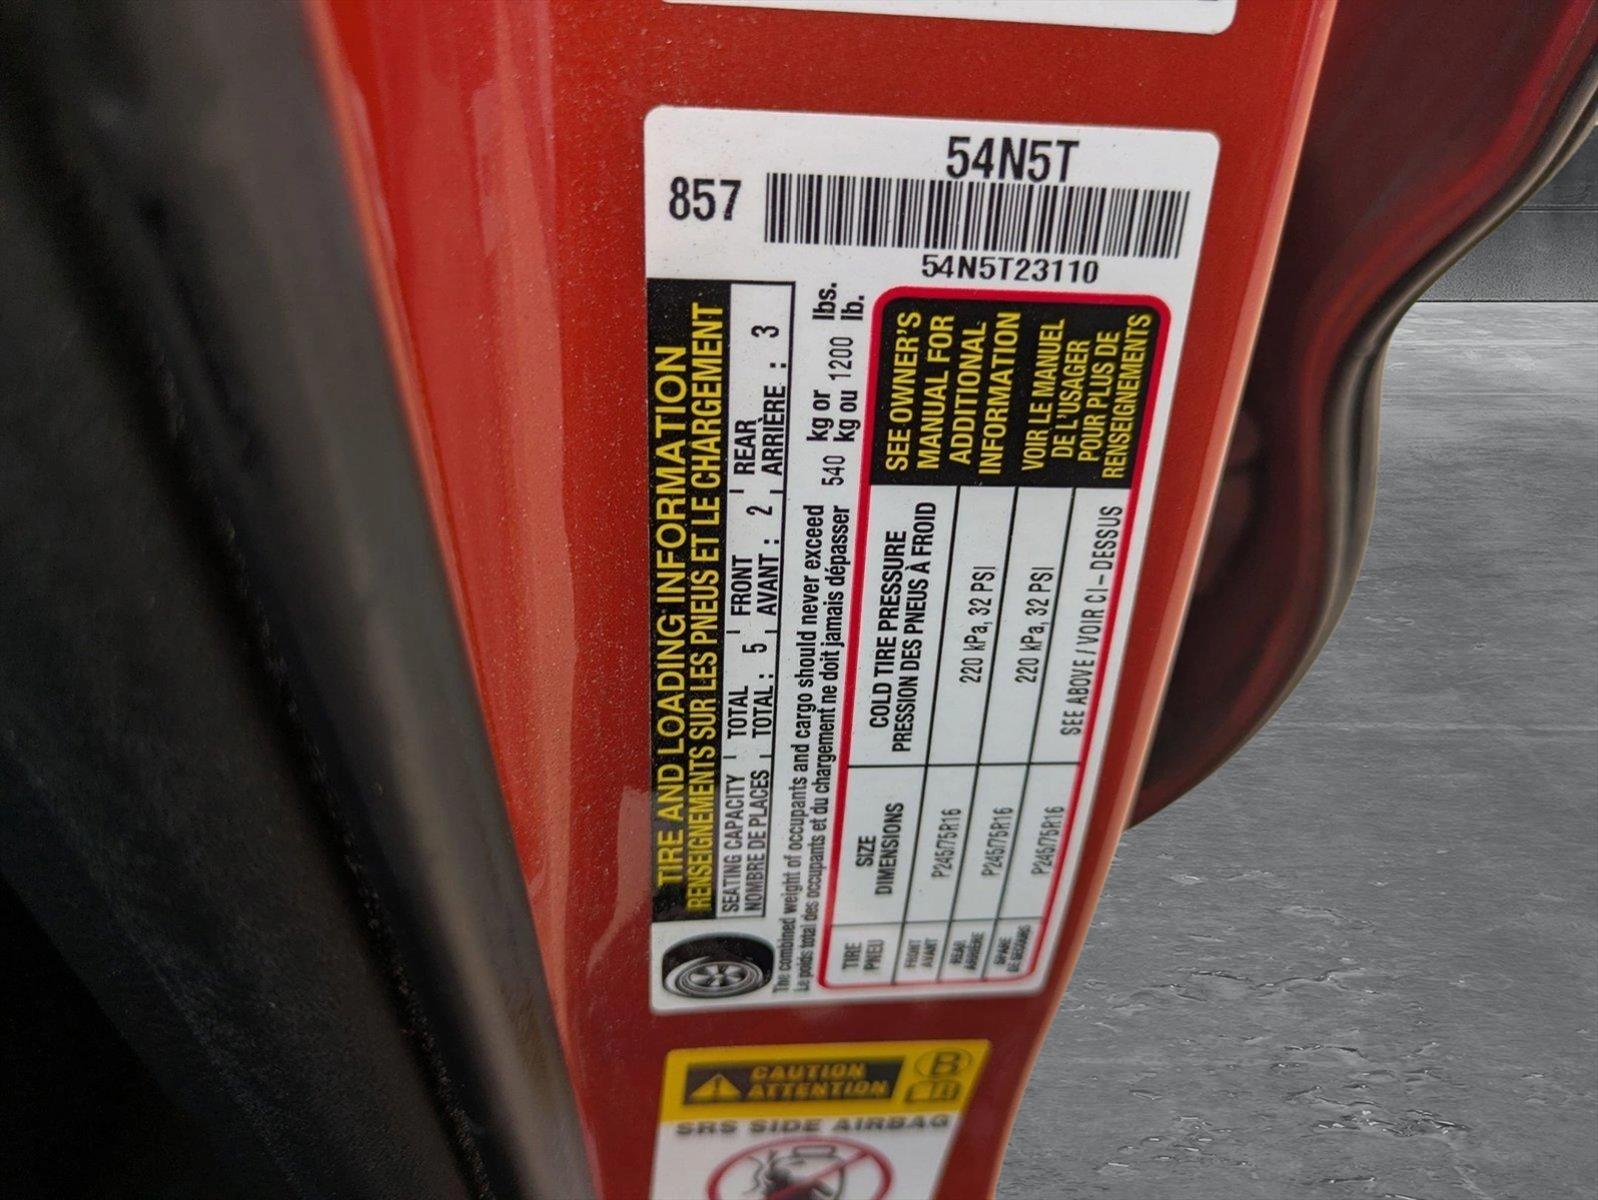 54N5T
857
54N5T23110
TIRE AND LOADING INFORMATION
RENSEIGNEMENTS SUR LES PNEUS ET LE CHARGEMENT
SEATING CAPACITY TOTAL FRONT REAR
NOMBRE DE PLACES TOTAL : 5 AVANT : 2 ARRIÈRE : 3
The combined weight of occupants and cargo should never exceed 540 kg or 1200 lbs.
Le poids total des occupants et du chargement ne doit jamais dépasser kg ou lb.
TIRE SIZE COLD TIRE PRESSURE
PNEU DIMENSIONS PRESSION DES PNEUS À FROID
FRONT
AVANT P245/75R16 220 kPa, 32 PSI
REAR
ARRIÈRE P245/75R16 220 kPa, 32 PSI
SPARE
DE SECOURS P245/75R16 SEE ABOVE / VOIR CI-DESSUS
SEE OWNER'S
MANUAL FOR
ADDITIONAL
INFORMATION
VOIR LE MANUEL
DE L'USAGER
POUR PLUS DE
RENSEIGNEMENTS
CAUTION
ATTENTION
SRS SIDE AIRBAG